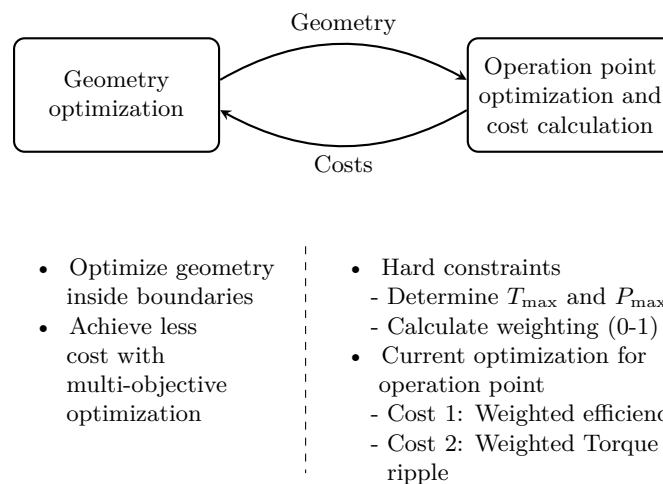 Geometry
Geometry
optimization
Operation point
optimization and
cost calculation
Costs
• Optimize geometry
inside boundaries
• Achieve less
cost with
multi-objective
optimization
• Hard constraints
- Determine T_max and P_max
- Calculate weighting (0-1)
• Current optimization for
operation point
- Cost 1: Weighted efficienc
- Cost 2: Weighted Torque
ripple